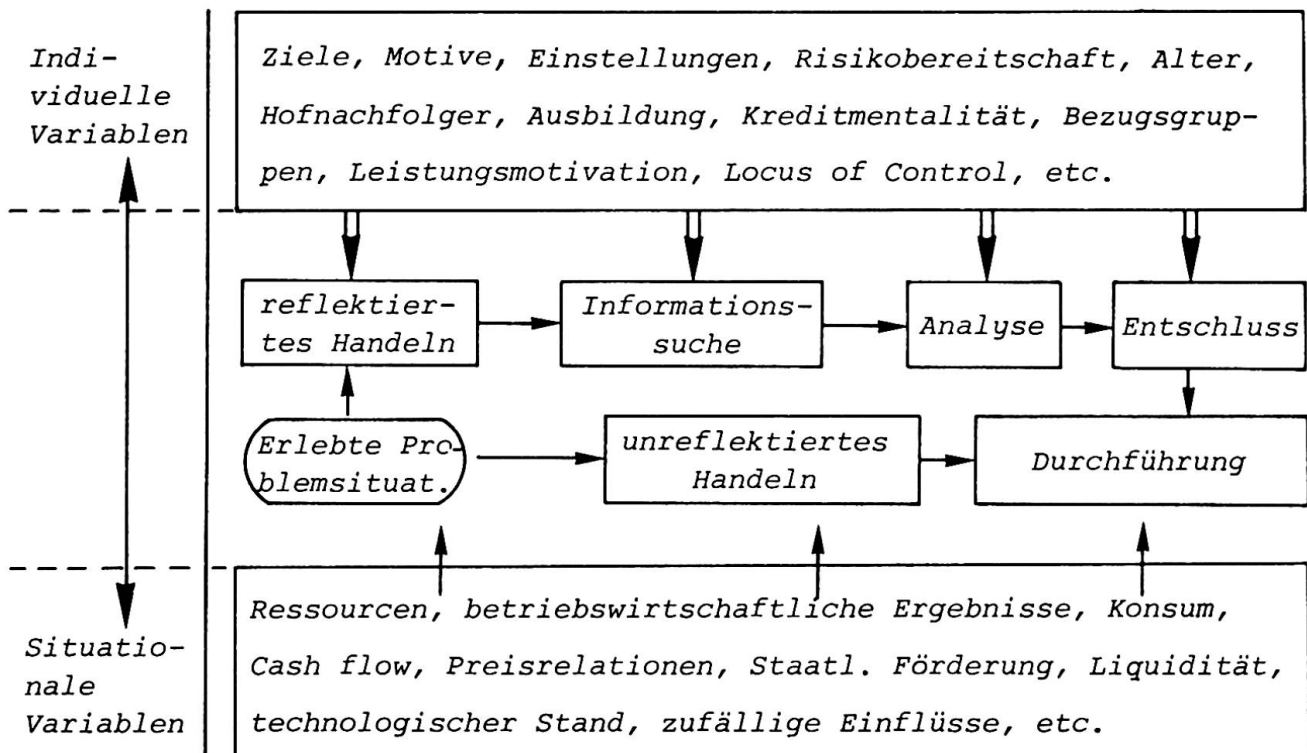 Indi-
viduelle
Variablen
Ziele, Motive, Einstellungen, Risikobereitschaft, Alter,
Hofnachfolger, Ausbildung, Kreditmentalität, Bezugsgrup-
pen, Leistungsmotivation, Locus of Control, etc.
reflektier-
tes Handeln
Informations-
suche
Analyse
Entschluss
Erlebte Pro-
blemsituat.
unreflektiertes
Handeln
Durchführung
Situatio-
nale
Variablen
Ressourcen, betriebswirtschaftliche Ergebnisse, Konsum,
Cash flow, Preisrelationen, Staatl. Förderung, Liquidität,
technologischer Stand, zufällige Einflüsse, etc.